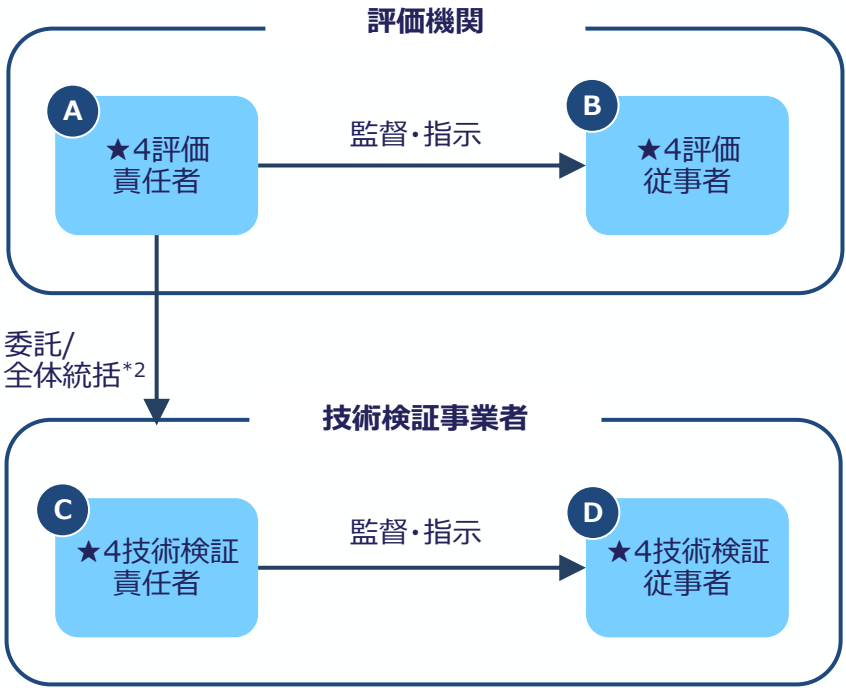 評価機関
A
★4評価
責任者
監督・指示
B
★4評価
従事者
委託/
全体統括*2
技術検証事業者
C
★4技術検証
責任者
監督・指示
D
★4技術検証
従事者